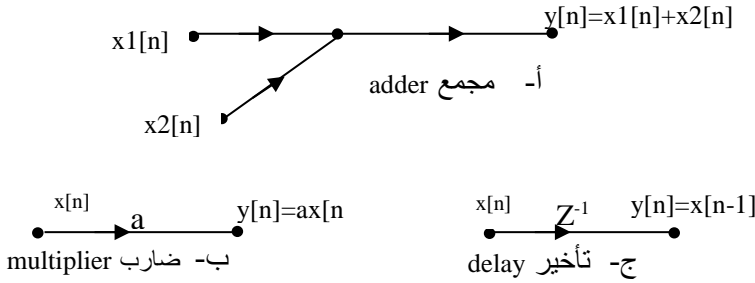 y[n]=x1[n]+x2[n]
x1[n]
أ- مجمع adder
x2[n]
x[n]
a
y[n]=ax[n
ب- ضارب multiplier
x[n]
Z-1
y[n]=x[n-1]
ج- تأخير delay